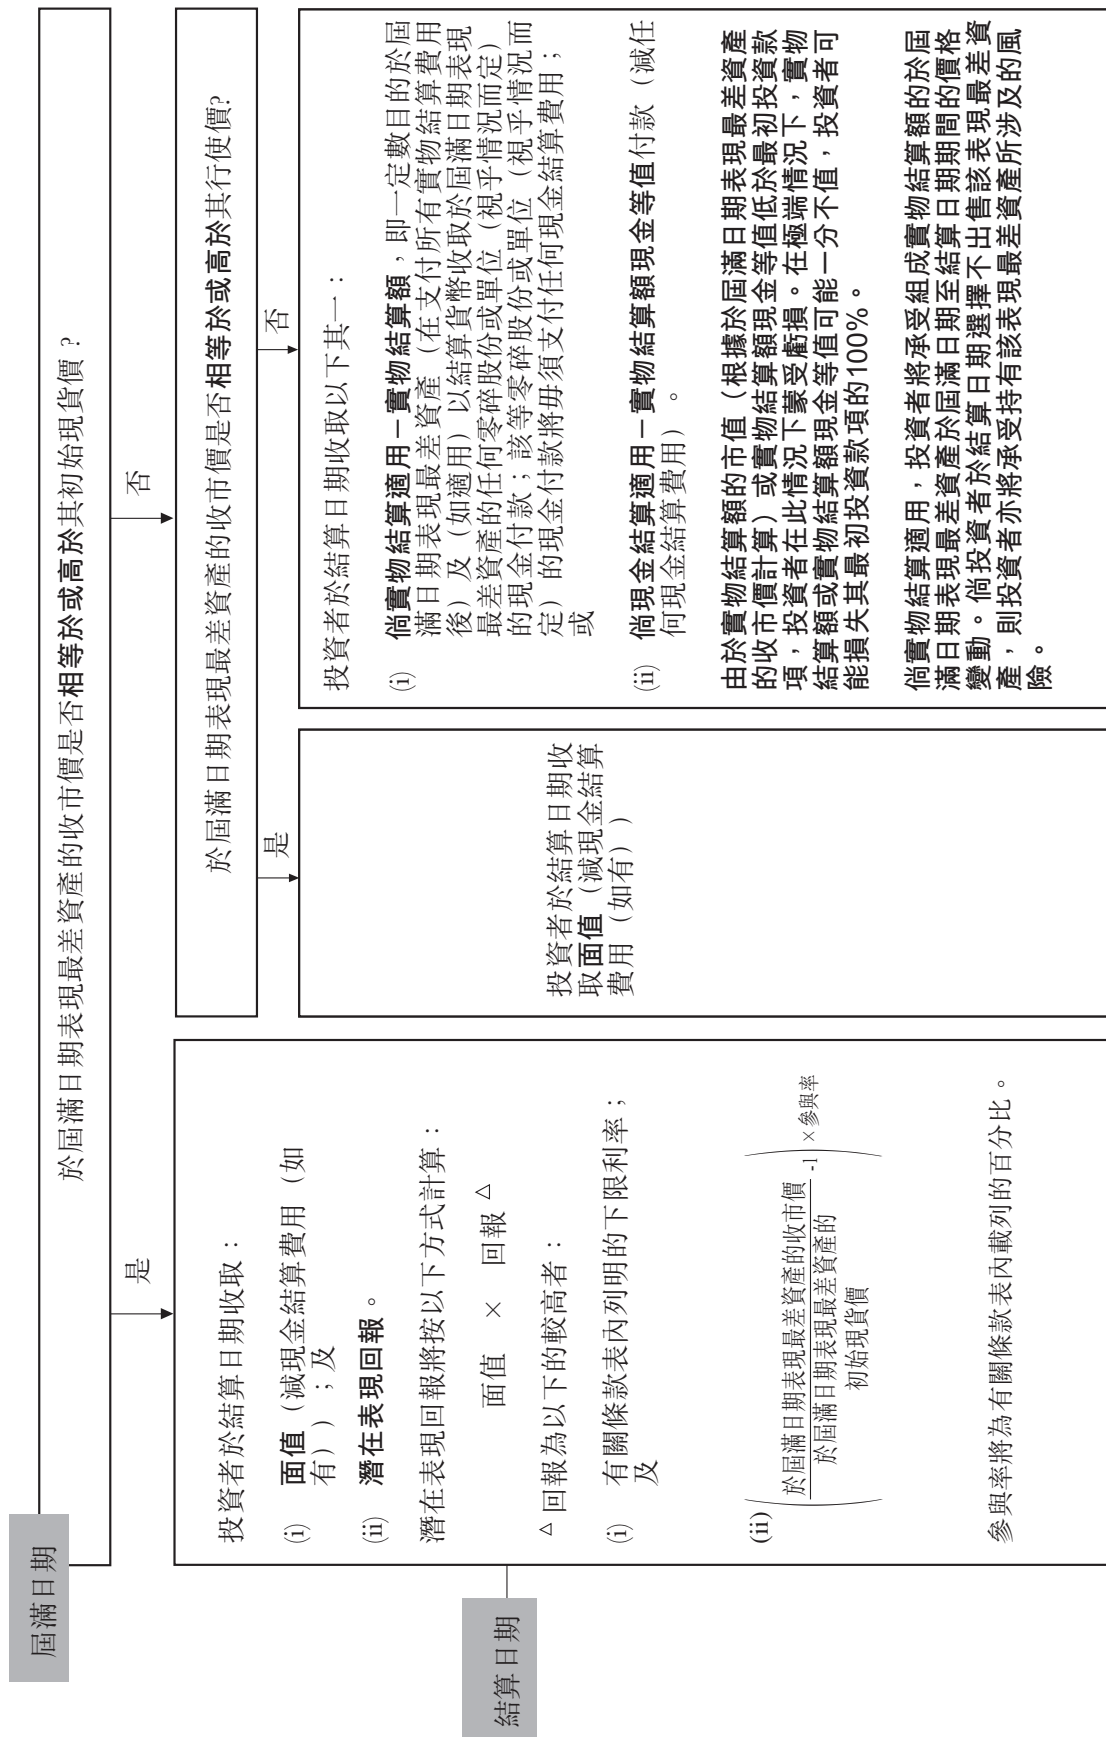 屆滿日期
於屆滿日期表現最差資產的收市價是否相等於或高於其初始現貨價？
是
否
於屆滿日期表現最差資產的收市價是否相等於或高於其行使價?
是
否
結算日期
投資者於結算日期收取：
(i) 面值（減現金結算費用（如
有））；及
(ii) 潛在表現回報。
潛在表現回報將按以下方式計算：
面值 × 回報△
△回報為以下的較高者：
(i) 有關條款表內列明的下限利率；
及
(ii) (於屆滿日期表現最差資產的收市價
於屆滿日期表現最差資產的
初始現貨價
-1) ×參與率
參與率將為有關條款表內載列的百分比。
投資者於結算日期收
取面值（減現金結算
費用（如有））
投資者於結算日期收取以下其一：
(i) 倘實物結算適用－實物結算額，即一定數目的於屆
滿日期表現最差資產（在支付所有實物結算費用
後）及（如適用）以結算貨幣收取於屆滿日期表現
最差資產的任何零碎股份或單位（視乎情況而定）
的現金付款；該等零碎股份或單位（視乎情況而
定）的現金付款將毋須支付任何現金結算費用；
或
(ii) 倘現金結算適用－實物結算額現金等值付款（減任
何現金結算費用）。
由於實物結算額的市值（根據於屆滿日期表現最差資產
的收市價計算）或實物結算額現金等值低於最初投資款
項，投資者在此情況下蒙受虧損。在極端情況下，實物
結算額或實物結算額現金等值可能一分不值，投資者可
能損失其最初投資款項的100%。
倘實物結算適用，投資者將承受組成實物結算額的於屆
滿日期表現最差資產於屆滿日期至結算日期期間的價格
變動。倘投資者於結算日期選擇不出售該表現最差資
產，則投資者亦將承受持有該表現最差資產所涉及的風
險。